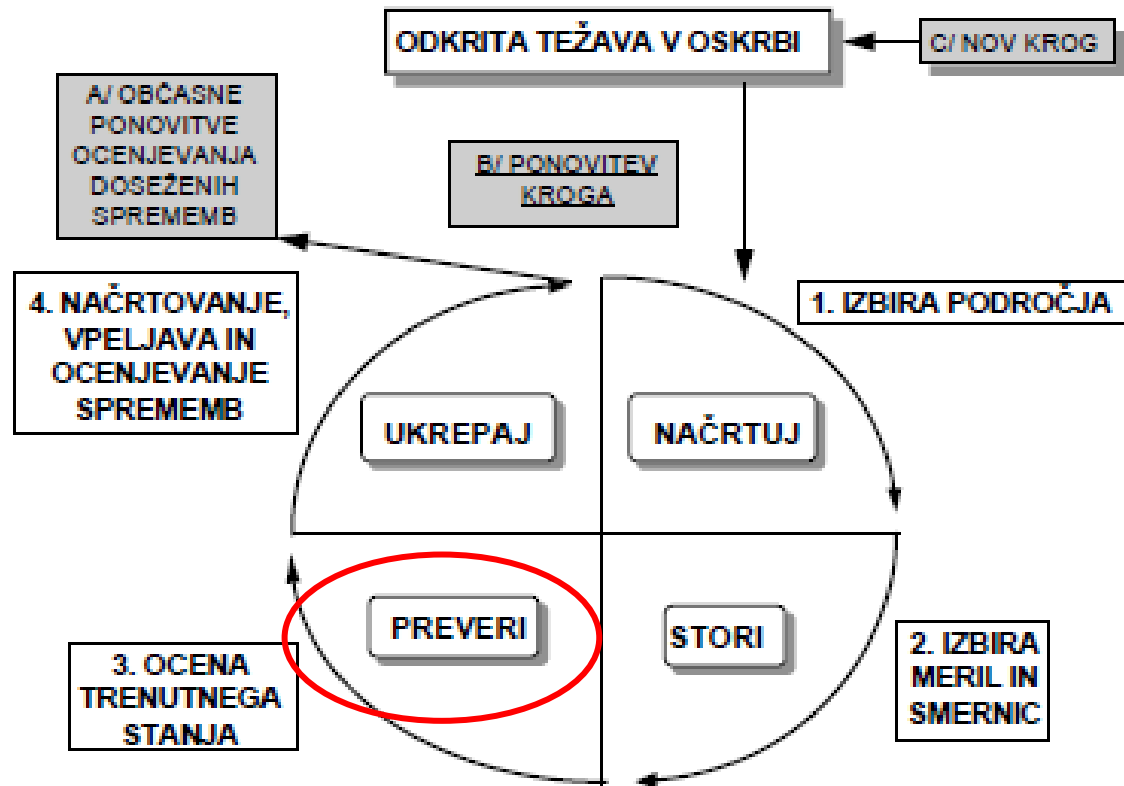 ODKRITA TEŽAVA V OSKRBI
C/ NOV KROG
A/ OBČASNE
PONOVITVE
OCENJEVANJA
DOSEŽENIH
SPREMEMB
B/ PONOVITEV
KROGA
4. NAČRTOVANJE,
VPELJAVA IN
OCENJEVANJE
SPREMEMB
1. IZBIRA PODROČJA
UKREPAJ
NAČRTUJ
PREVERI
STORI
3. OCENA
TRENUTNEGA
STANJA
2. IZBIRA
MERIL IN
SMERNIC